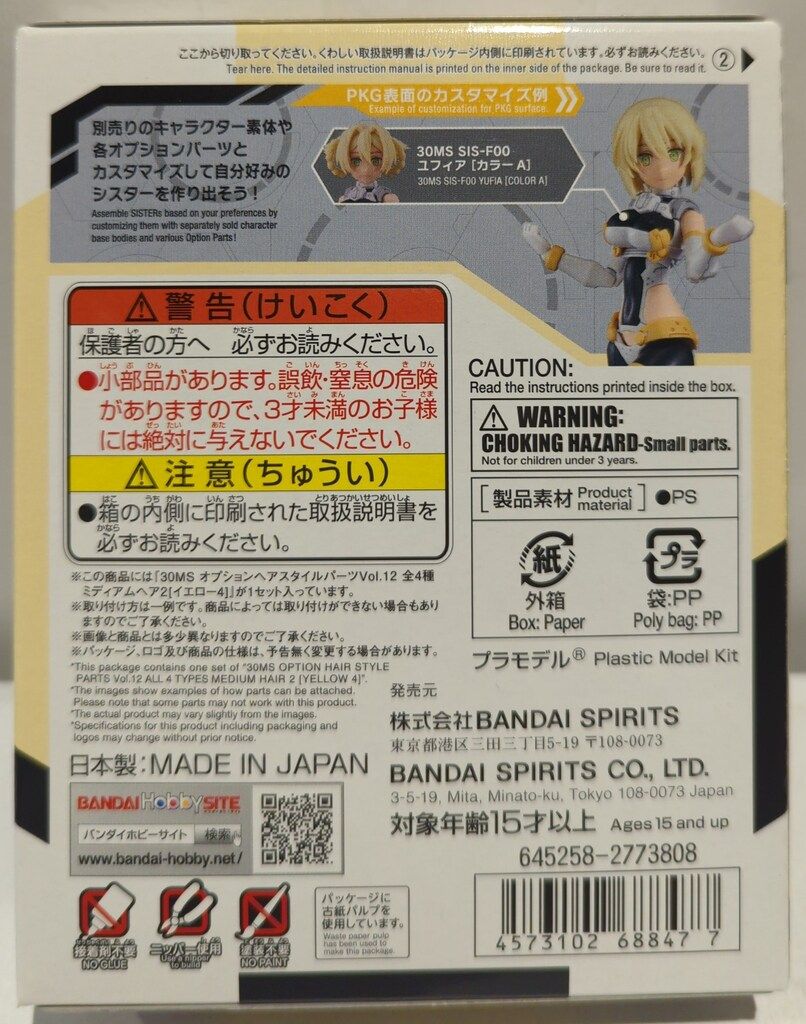 ここから切り取ってください。くわしい取扱説明書はパッケージ内側に印刷されています。必ずお読みください。
Tear here. The detailed instruction manual is printed on the inner side of the package. Be sure to read it.
②
PKG表面のカスタマイズ例
Example of customization for PKG surface.
別売りのキャラクター素体や
各オプションパーツと
カスタマイズして自分好みの
シスターを作り出そう！
Assemble SISTERs based on your preferences by
customizing them with separately sold character
base bodies and various Option Parts!
30MS SIS-F00
ユフィア［カラーA］
30MS SIS-F00 YUFIA [COLOR A]
警告（けいこく）
保護者の方へ 必ずお読みください。
●小部品があります。誤飲・窒息の危険
がありますので、3才未満のお子様
には絶対に与えないでください。
注意（ちゅうい）
●箱の内側に印刷された取扱説明書を
必ずお読みください。
CAUTION:
Read the instructions printed inside the box.
WARNING:
CHOKING HAZARD-Small parts.
Not for children under 3 years.
［製品素材 Product material］●PS
紙
外箱
Box: Paper
プラ
袋:PP
Poly bag: PP
プラモデル® Plastic Model Kit
※この商品には「30MS オプションヘアスタイルパーツVol.12 全4種
ミディアムヘア2[イエロー4]」が1セット入っています。
※取り付け方は一例です。商品によっては取り付けができない場合もあり
ますのでご了承ください。
※画像と商品とは多少異なりますのでご了承ください。
※パッケージ、ロゴ及び商品の仕様は、予告無く変更する場合があります。
*This package contains one set of "30MS OPTION HAIR STYLE
PARTS Vol.12 ALL 4 TYPES MEDIUM HAIR 2 [YELLOW 4]".
*The images show examples of how parts can be attached.
Please note that some parts may not work with this product.
*The actual product may vary slightly from the images.
*Specifications for this product including packaging and
logos may change without prior notice.
日本製：MADE IN JAPAN
発売元
株式会社BANDAI SPIRITS
東京都港区三田三丁目5-19 〒108-0073
BANDAI SPIRITS CO., LTD.
3-5-19, Mita, Minato-ku, Tokyo 108-0073 Japan
対象年齢15才以上 Ages 15 and up
BANDAI HobbySITE
バンダイホビーサイト 検索
www.bandai-hobby.net/
接着剤不要
NO GLUE
ニッパー使用
Use a nipper
to build
塗装不要
NO PAINT
パッケージに
古紙パルプを
使用しています。
Waste paper pulp
has been used to
make this package.
645258-2773808
4573102 68847 7